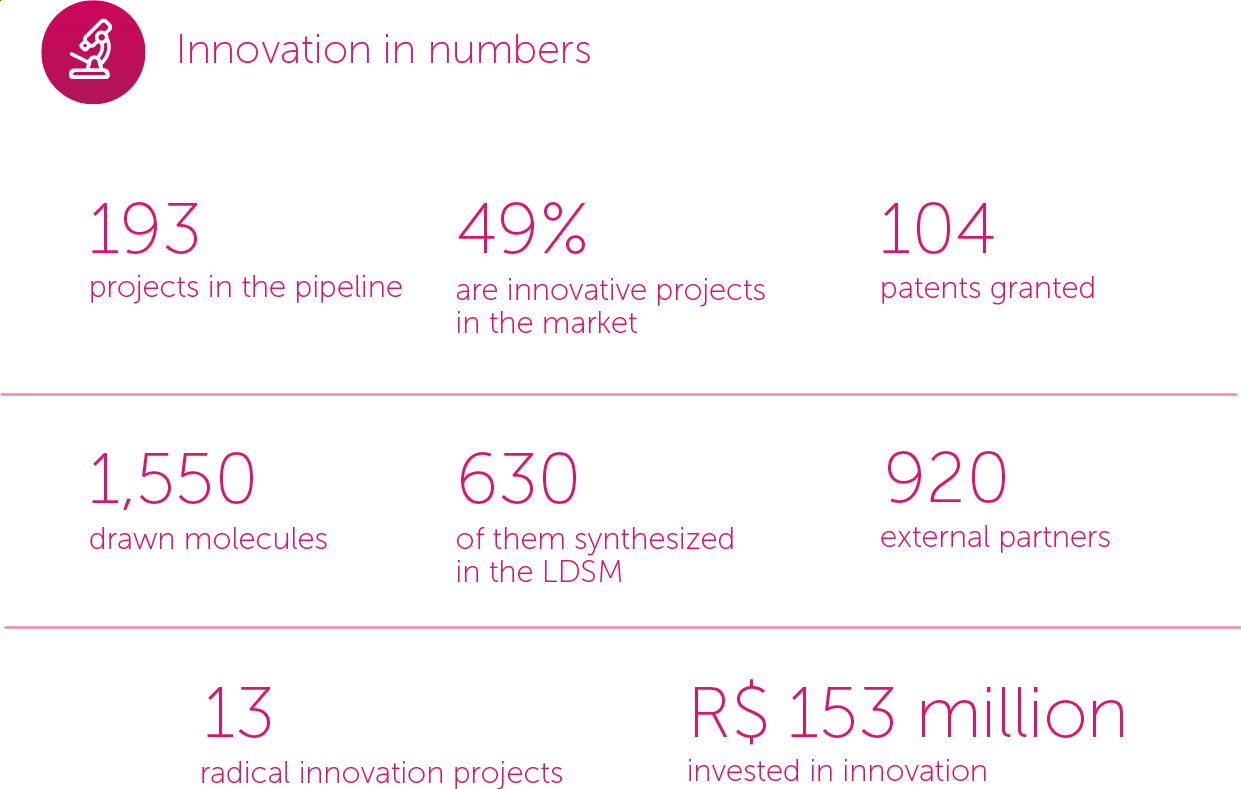 Innovation in numbers
193
projects in the pipeline
49%
are innovative projects
in the market
104
patents granted
1,550
drawn molecules
630
of them synthesized
in the LDSM
920
external partners
13
radical innovation projects
R$ 153 million
invested in innovation